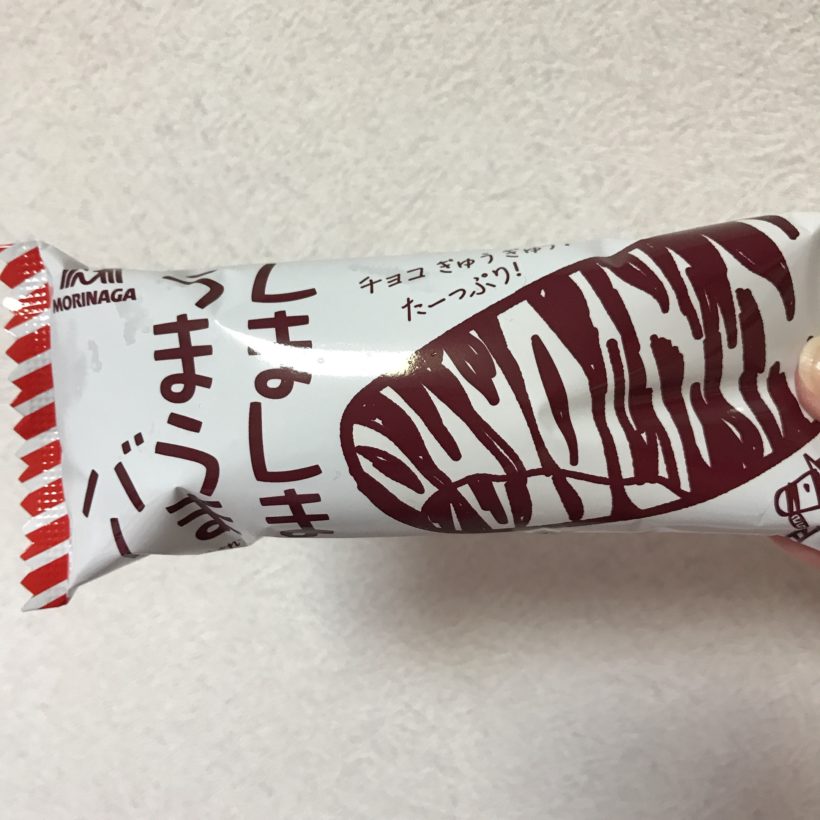 MORINAGA
しましま
うまうま
バー
チョコ ぎゅうぎゅう!
たーっぷり!